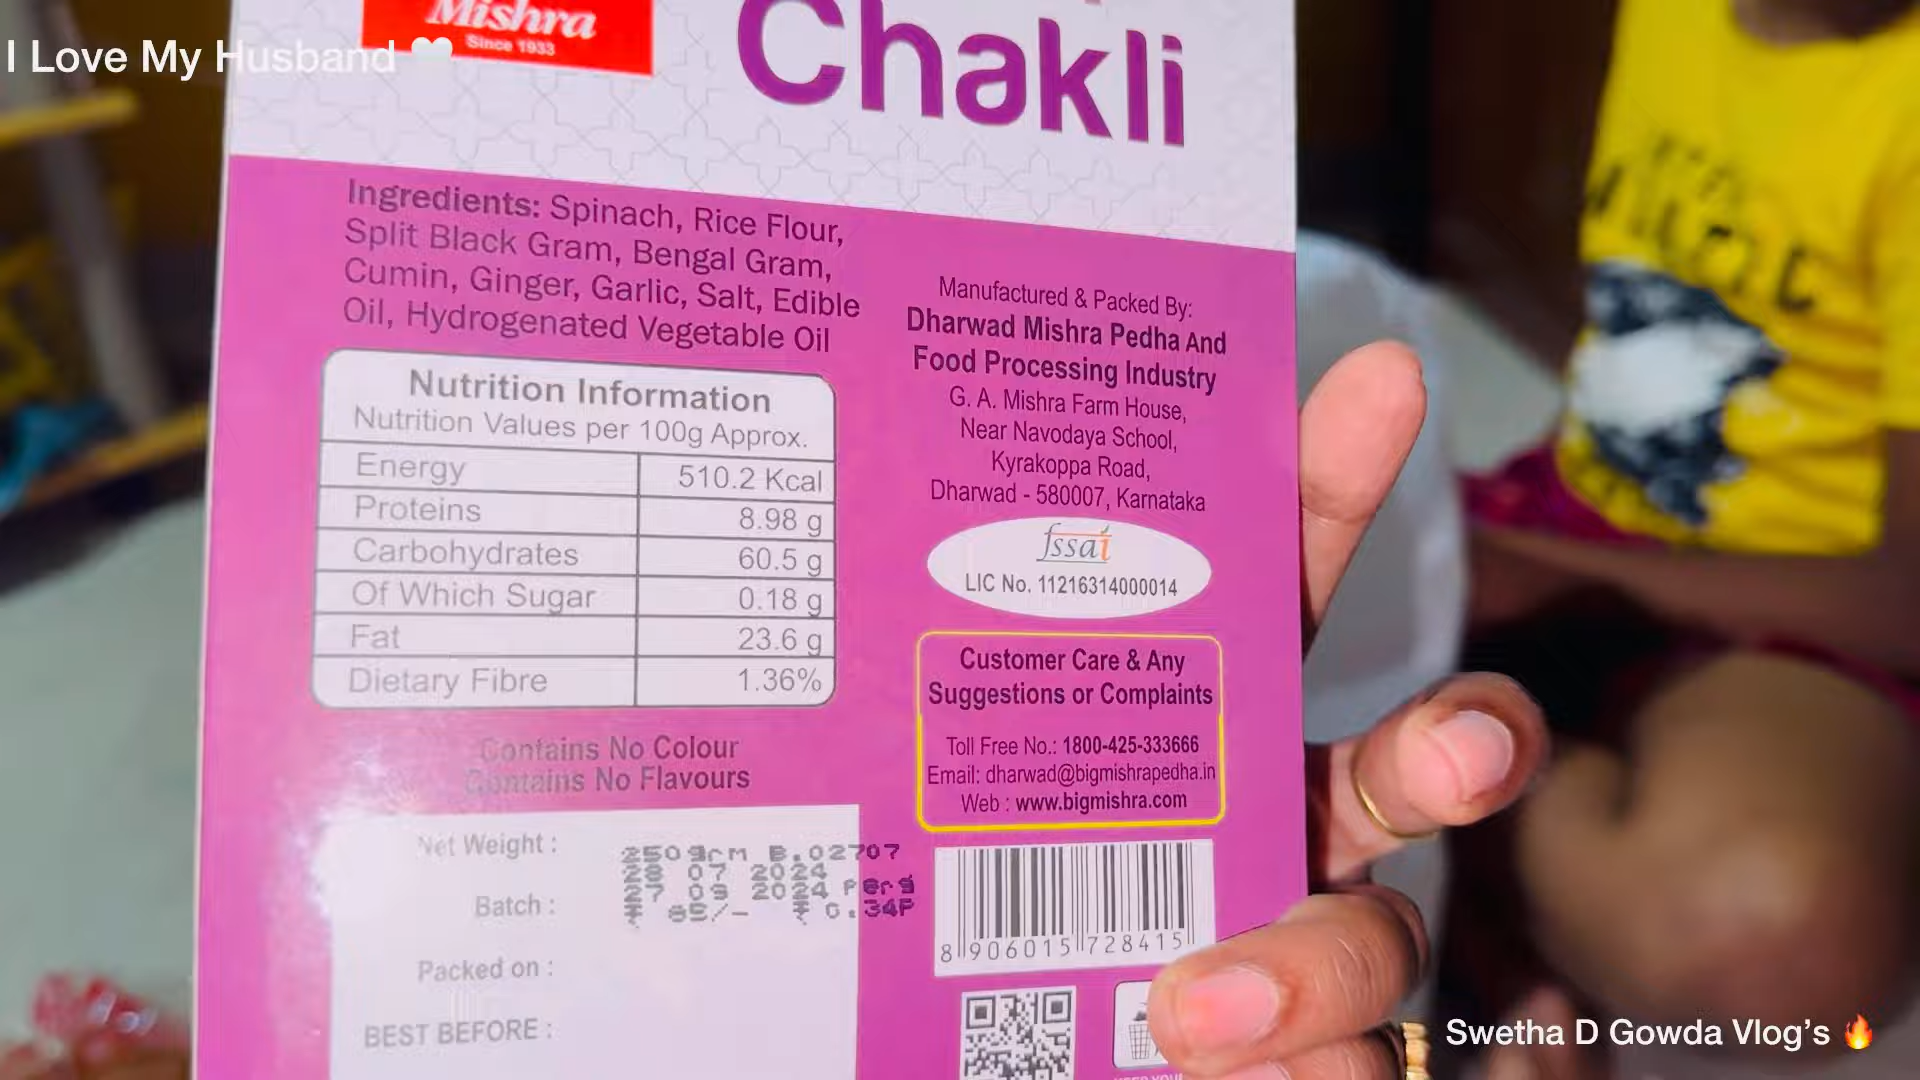 I Love My Husband 🤍
Mishra
Since 1933
Chakli
Ingredients: Spinach, Rice Flour,
Split Black Gram, Bengal Gram,
Cumin, Ginger, Garlic, Salt, Edible
Oil, Hydrogenated Vegetable Oil
Nutrition Information
Nutrition Values per 100g Approx.
Energy 510.2 Kcal
Proteins 8.98 g
Carbohydrates 60.5 g
Of Which Sugar 0.18 g
Fat 23.6 g
Dietary Fibre 1.36%
Contains No Colour
Contains No Flavours
Net Weight :
Batch :
Packed on :
BEST BEFORE :
250gcm B.02707
28 07 2024
27 09 2024 Perg
₹ 85/- ₹ 0.34P
Manufactured & Packed By:
Dharwad Mishra Pedha And
Food Processing Industry
G. A. Mishra Farm House,
Near Navodaya School,
Kyrakoppa Road,
Dharwad - 580007, Karnataka
fssai
LIC No. 11216314000014
Customer Care & Any
Suggestions or Complaints
Toll Free No.: 1800-425-333666
Email: dharwad@bigmishrapedha.in
Web : www.bigmishra.com
8 906015 728415
Swetha D Gowda Vlog's 🔥